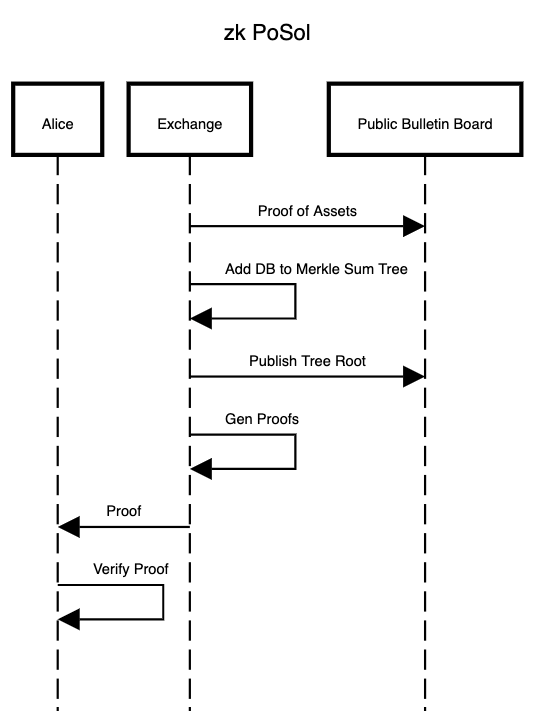 zk PoSol
Alice
Exchange
Public Bulletin Board
Proof of Assets
Add DB to Merkle Sum Tree
Publish Tree Root
Gen Proofs
Proof
Verify Proof